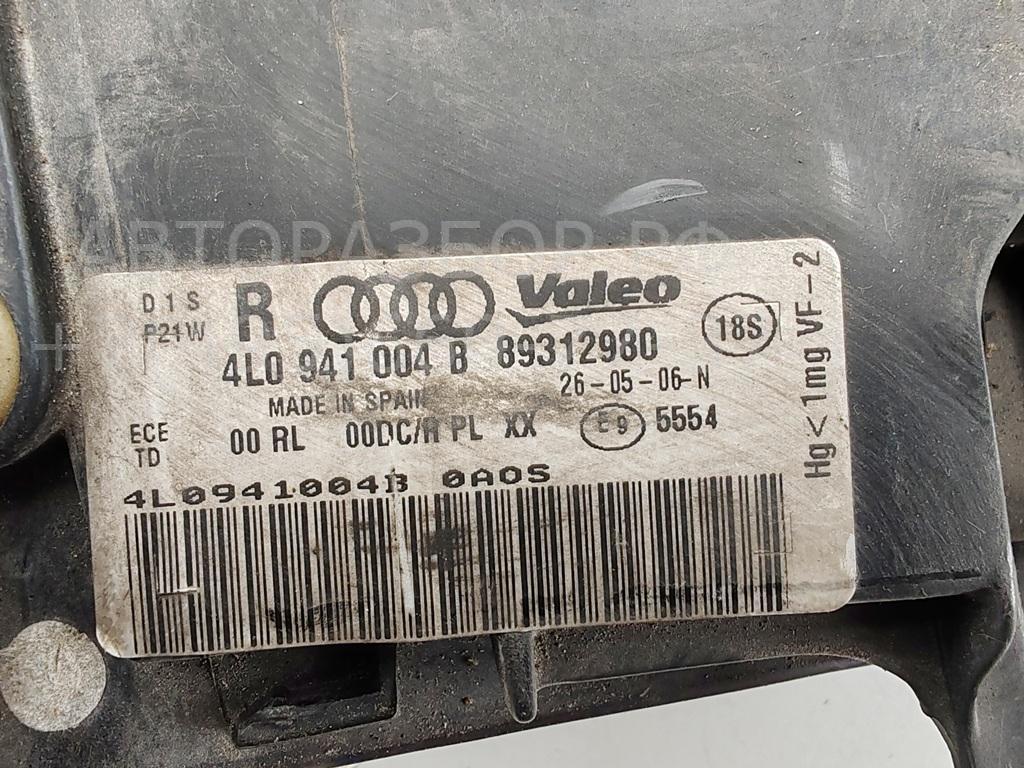 АВТОРАЗБОР.РФ
D1S R Valeo 18S
P21W
4L0 941 004 B 89312980
MADE IN SPAIN 26-05-06-N
ECE 00 RL 00DC/R PL XX E9 5554
TD
4L0941004B 0A0S
Hg<1mg VF-2